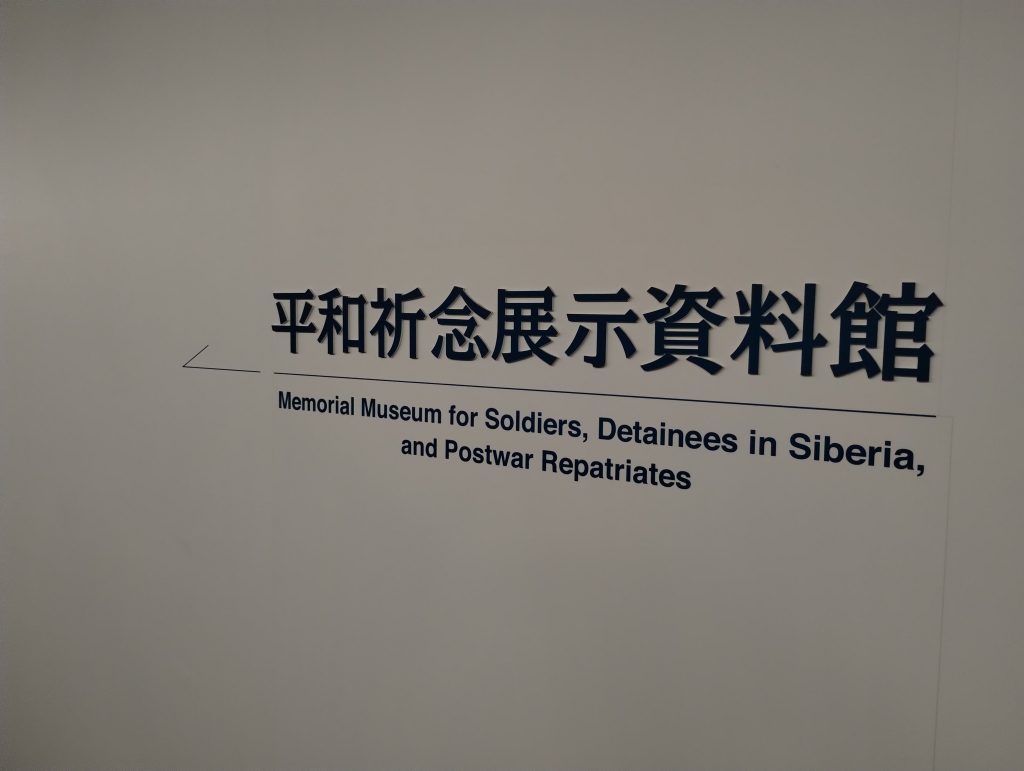 平和祈念展示資料館
Memorial Museum for Soldiers, Detainees in Siberia,
and Postwar Repatriates